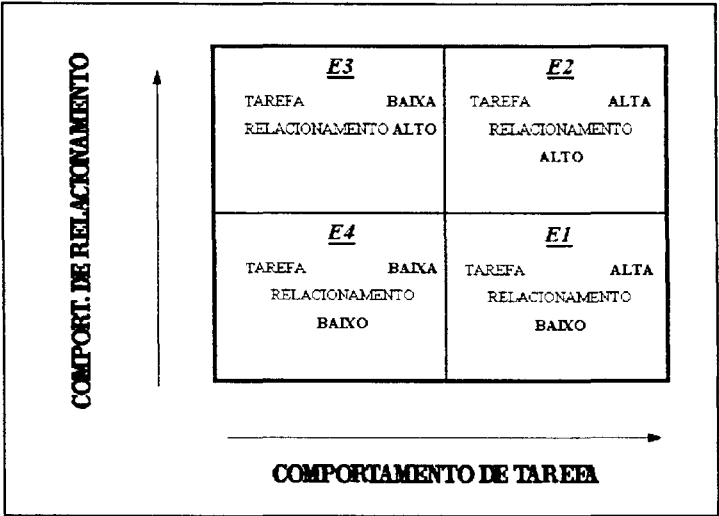 COMPORT. DE RELACIONAMENTO
E3
TAREFA BAIXA
RELACIONAMENTO ALTO
E2
TAREFA ALTA
RELACIONAMENTO
ALTO
E4
TAREFA BAIXA
RELACIONAMENTO
BAIXO
E1
TAREFA ALTA
RELACIONAMENTO
BAIXO
COMPORTAMENTO DE TAREFA